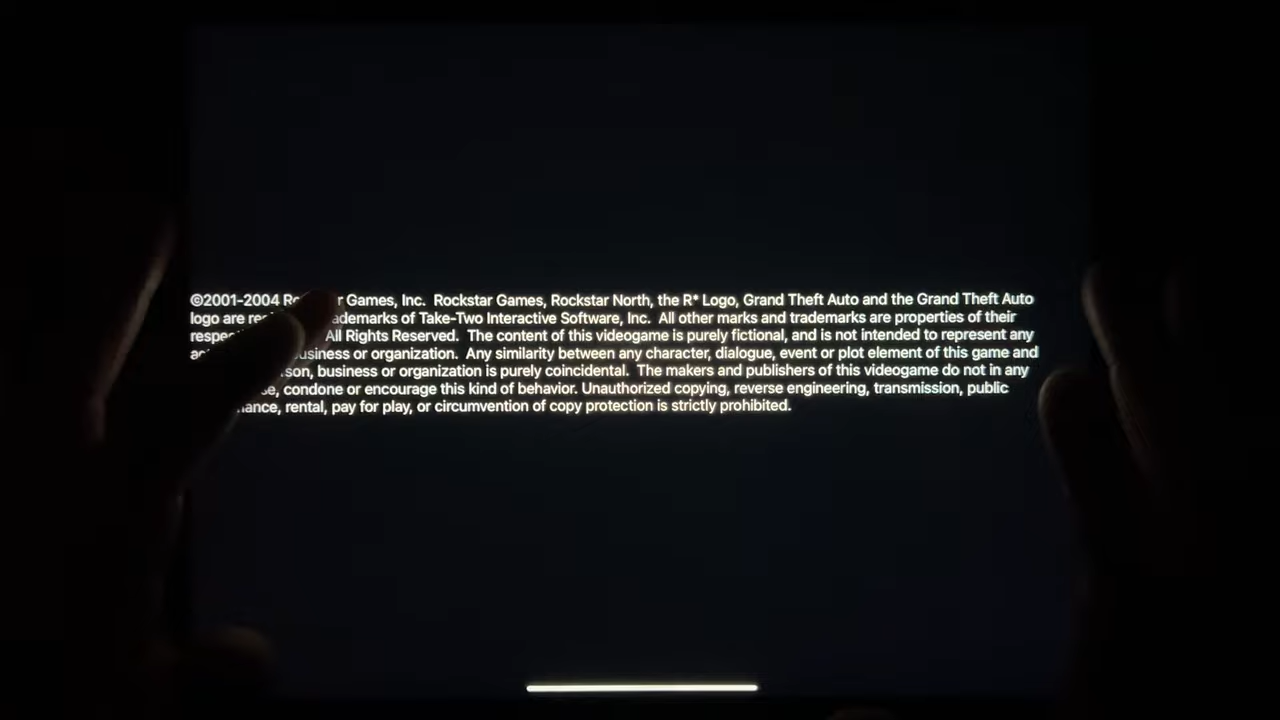 ©2001-2004 Games, Inc. Rockstar Games, Rockstar North, the R* Logo, Grand Theft Auto and the Grand Theft Auto
logo are of Take-Two Interactive Software, Inc. All other marks and trademarks are properties of their
All Rights Reserved. The content of this videogame is purely fictional, and is not intended to represent any
or organization. Any similarity between any character, dialogue, event or plot element of this game and
business or organization is purely coincidental. The makers and publishers of this videogame do not in any
condone or encourage this kind of behavior. Unauthorized copying, reverse engineering, transmission, public
rental, pay for play, or circumvention of copy protection is strictly prohibited.